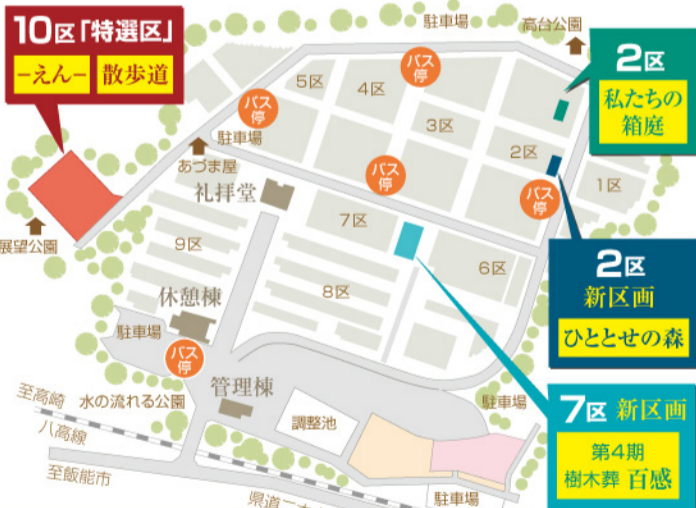 10区「特選区」
-えん- 散歩道
駐車場
高台公園
2区
私たちの
箱庭
バス停
5区
4区
バス停
3区
駐車場
あづま屋
2区
バス停
バス停
1区
礼拝堂
展望公園
7区
9区
6区
8区
2区
新区画
ひととせの森
休憩棟
駐車場
バス停
管理棟
水の流れる公園
調整池
駐車場
7区 新区画
第4期
樹木葬 百感
至高崎
八高線
至飯能市
県道二
駐車場